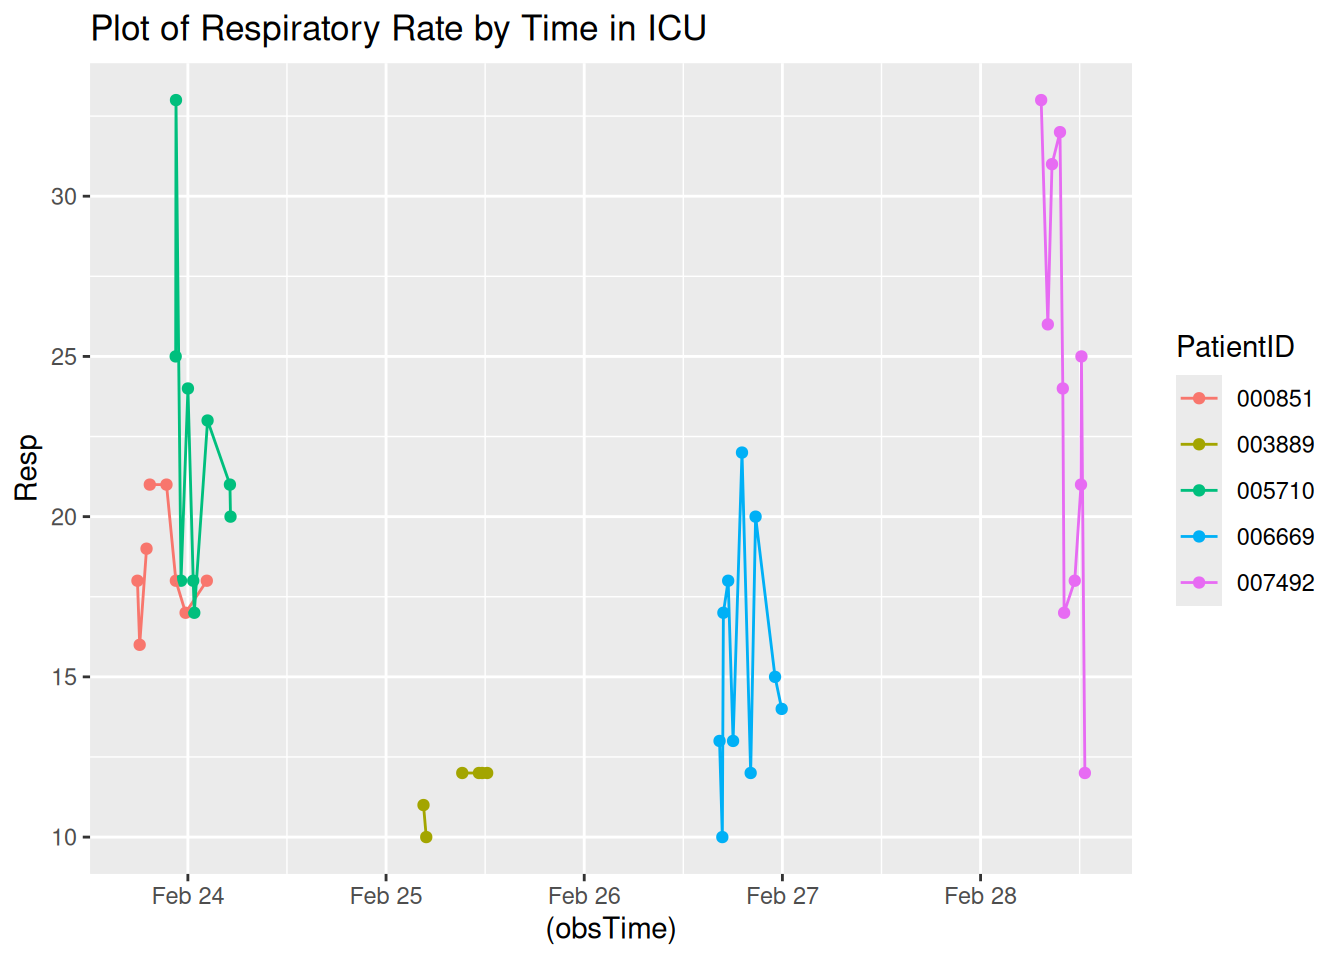 Plot of Respiratory Rate by Time in ICU
Resp
30
25
20
15
10
Feb 24 Feb 25 Feb 26 Feb 27 Feb 28
(obsTime)
PatientID
000851
003889
005710
006669
007492